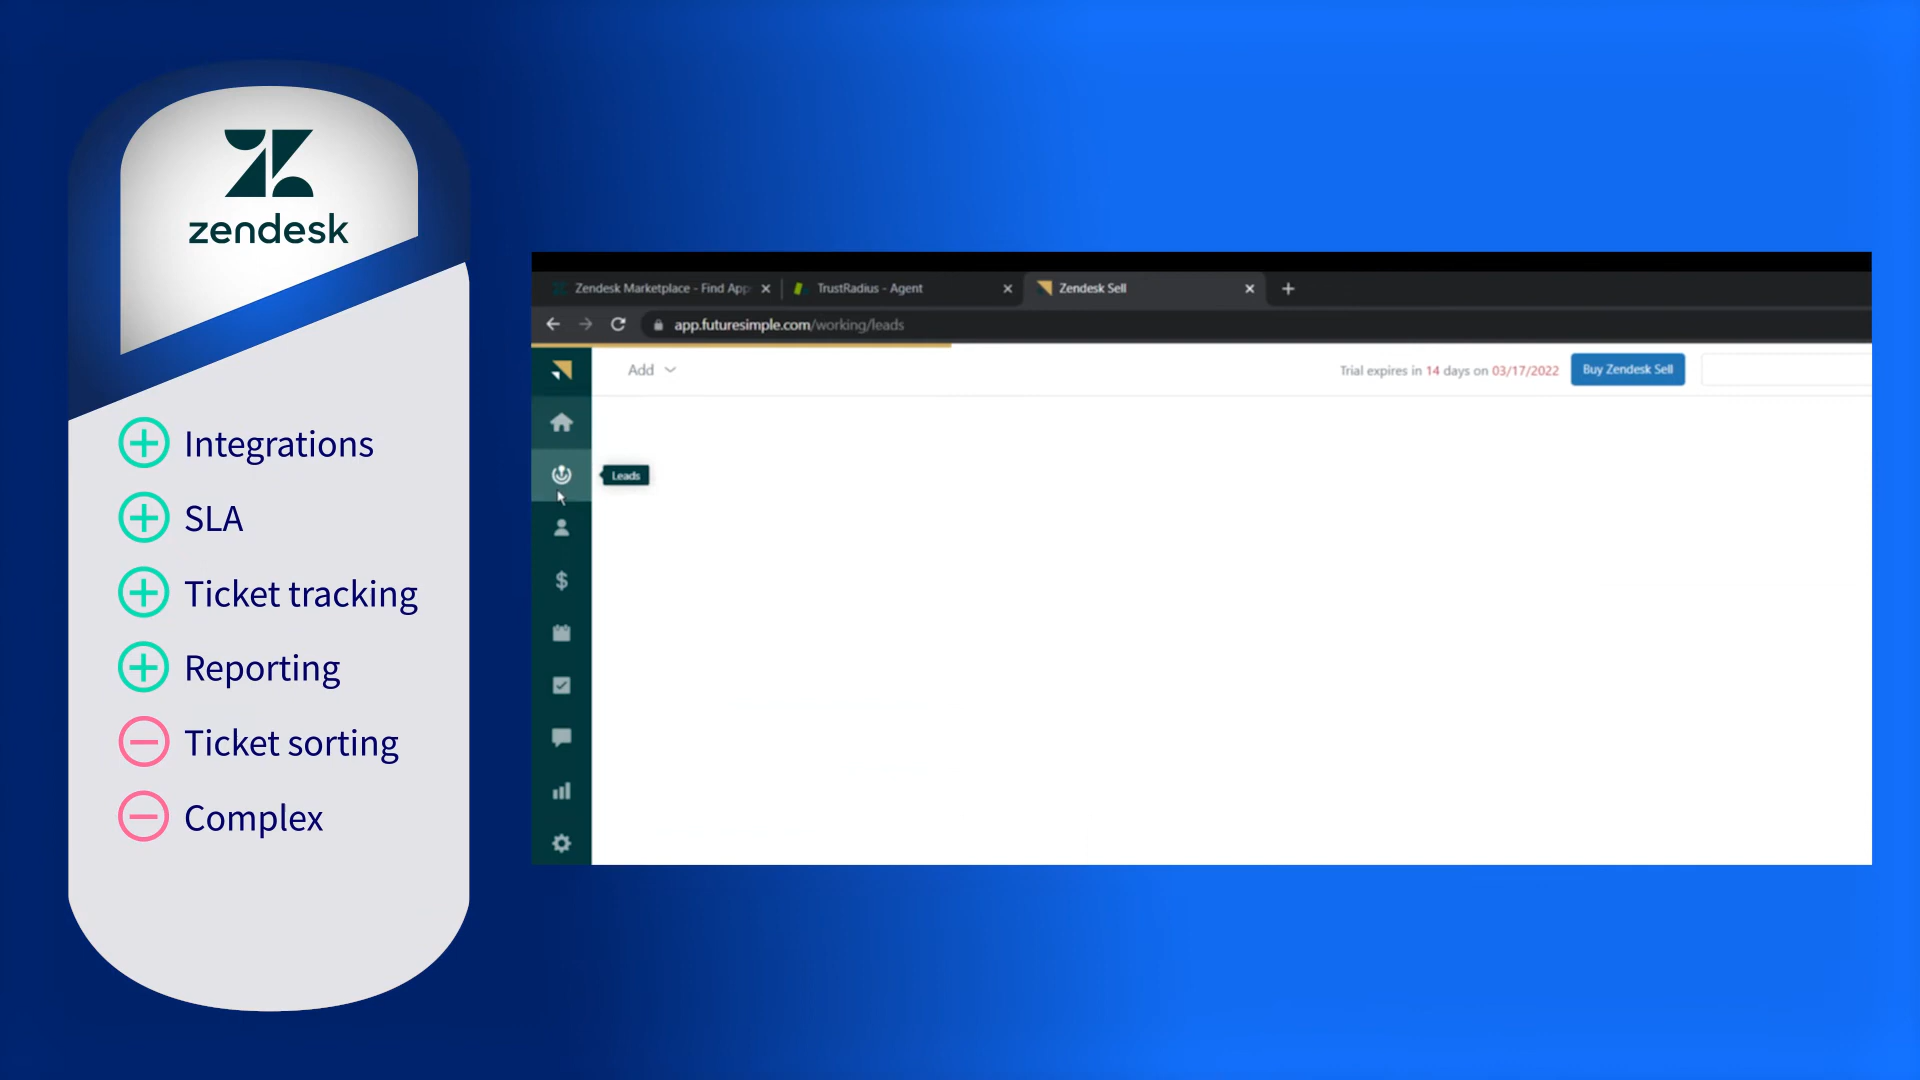 zendesk
Integrations
SLA
Ticket tracking
Reporting
Ticket sorting
Complex
Zendesk Marketplace - Find App
TrustRadius - Agent
Zendesk Sell
app.futuresimple.com/working/leads
Add
Trial expires in 14 days on 03/17/2022
Buy Zendesk Sell
Leads